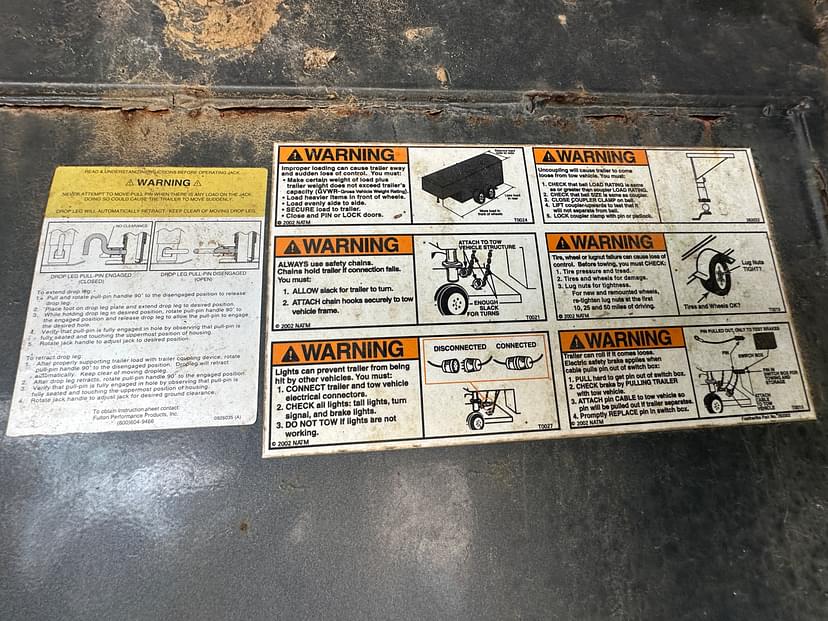 READ & UNDERSTAND INSTRUCTIONS BEFORE OPERATING JACK.
WARNING
NEVER ATTEMPT TO MOVE PULL PIN WHEN THERE IS ANY LOAD ON THE JACK.
DOING SO COULD CAUSE THE TRAILER TO MOVE SUDDENLY.
DROP LEG WILL AUTOMATICALLY RETRACT. KEEP CLEAR OF MOVING DROP LEG.
NO CLEARANCE
DROP LEG PULL-PIN ENGAGED
(CLOSED)
DROP LEG PULL-PIN DISENGAGED
(OPEN)
To extend drop leg:
1. Pull and rotate pull-pin handle 90° to the disengaged position to release
drop leg.
2. Place foot on drop leg plate and extend drop leg to desired position.
3. While holding drop leg in desired position, rotate pull-pin handle 90° to
the engaged position and release drop leg to allow the pull-pin to engage
the desired hole.
4. Verify that pull-pin is fully engaged in hole by observing that pull-pin is
fully seated and touching the uppermost position of housing.
5. Rotate jack handle to adjust jack to desired position.
To retract drop leg:
1. After properly supporting trailer load with trailer coupling device, rotate
pull-pin handle 90° to the disengaged position. Dropleg will retract
automatically. Keep clear of moving dropleg.
2. After drop leg retracts, rotate pull-pin handle 90° to the engaged position.
3. Verify that pull-pin is fully engaged in hole by observing that pull-pin is
fully seated and touching the uppermost position of housing.
4. Rotate jack handle to adjust jack for desired ground clearance.
To obtain instruction sheet contact:
Fulton Performance Products, Inc.
(800)604-9466
0925035 (A)
WARNING
Improper loading can cause trailer sway
and sudden loss of control. You must:
• Make certain weight of load plus
trailer weight does not exceed trailer's
capacity (GVWR-Gross Vehicle Weight Rating).
• Load heavier items in front of wheels.
• Load evenly side to side.
• SECURE load to trailer.
• Close and PIN or LOCK doors.
© 2002 NATM
T0024
WARNING
Uncoupling will cause trailer to come
loose from tow vehicle. You must:
1. CHECK that ball LOAD RATING is same
as or greater than coupler LOAD RATING.
2. CHECK that ball SIZE is same as coupler.
3. CLOSE COUPLER CLAMP on ball.
4. LIFT coupler upwards to test that it
will not separate from ball.
5. LOCK coupler clamp with pin or padlock.
© 2002 NATM
WARNING
ALWAYS use safety chains.
Chains hold trailer if connection fails.
You must:
1. ALLOW slack for trailer to turn.
2. ATTACH chain hooks securely to tow
vehicle frame.
© 2002 NATM
ATTACH TO TOW
VEHICLE STRUCTURE
ENOUGH
SLACK
FOR TURNS
T0021
WARNING
Tire, wheel or lugnut failure can cause loss of
control. Before towing, you must CHECK:
1. Tire pressure and tread.
2. Tires and wheels for damage.
3. Lug nuts for tightness.
For new and remounted wheels,
re-tighten lug nuts at the first
10, 25 and 50 miles of driving.
© 2002 NATM
Lug Nuts
TIGHT?
Tires and Wheels OK?
WARNING
Lights can prevent trailer from being
hit by other vehicles. You must:
1. CONNECT trailer and tow vehicle
electrical connectors.
2. CHECK all lights: tail lights, turn
signal, and brake lights.
3. DO NOT TOW if lights are not
working.
© 2002 NATM
DISCONNECTED
CONNECTED
T0027
WARNING
Trailer can roll if it comes loose.
Electric safety brake applies when
cable pulls pin out of switch box.
1. PULL hard to get pin out of switch box.
2. CHECK brake by PULLING TRAILER
with tow vehicle.
3. ATTACH pin CABLE to tow vehicle so
pin will be pulled out if trailer separates.
4. Promptly REPLACE pin in switch box.
© 2002 NATM
PIN PULLED OUT, ONLY TO TEST BRAKES
PIN
SWITCH BOX
PIN IN
SWITCH BOX FOR
TOWING AND
STORAGE
ATTACH
CABLE
TO TOW
VEHICLE